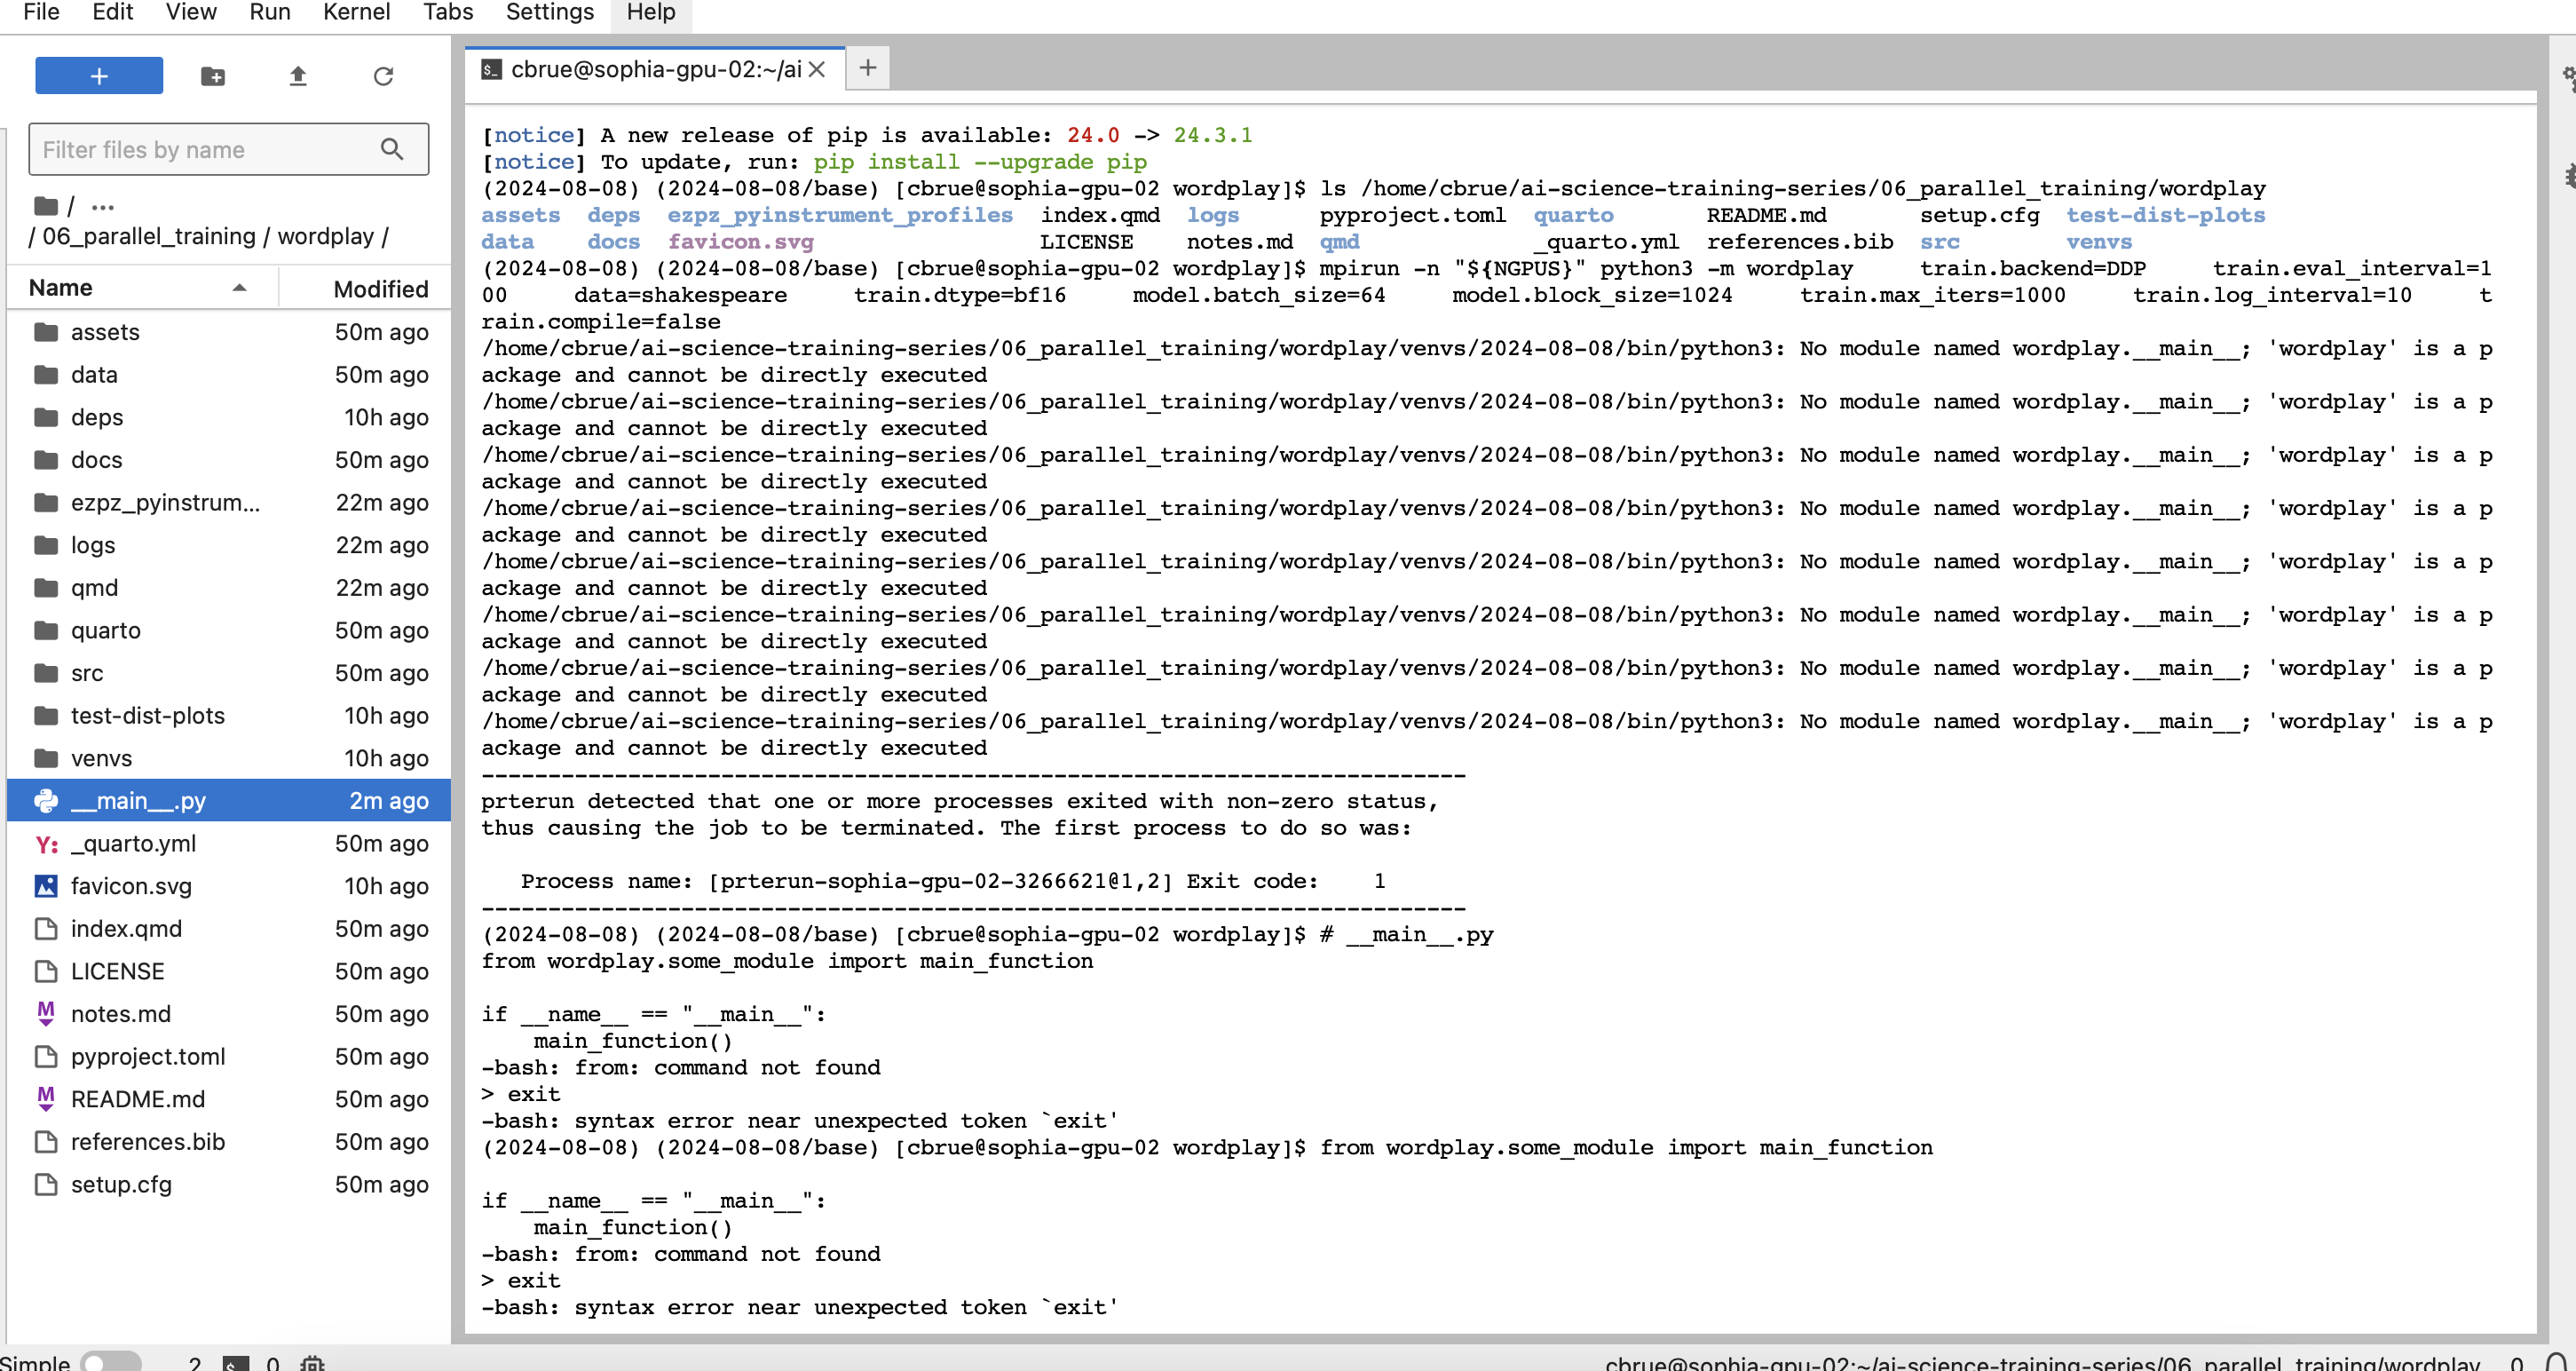 File Edit View Run Kernel Tabs Settings Help
+
Filter files by name
/ ...
/ 06_parallel_training / wordplay /
Name Modified
assets 50m ago
data 50m ago
deps 10h ago
docs 50m ago
ezpz_pyinstrum... 22m ago
logs 22m ago
qmd 22m ago
quarto 50m ago
src 50m ago
test-dist-plots 10h ago
venvs 10h ago
__main__.py 2m ago
Y: _quarto.yml 50m ago
favicon.svg 10h ago
index.qmd 50m ago
LICENSE 50m ago
M notes.md 50m ago
pyproject.toml 50m ago
M README.md 50m ago
references.bib 50m ago
setup.cfg 50m ago
$_ cbrue@sophia-gpu-02:~/ai × +
[notice] A new release of pip is available: 24.0 -> 24.3.1
[notice] To update, run: pip install --upgrade pip
(2024-08-08) (2024-08-08/base) [cbrue@sophia-gpu-02 wordplay]$ ls /home/cbrue/ai-science-training-series/06_parallel_training/wordplay
assets deps ezpz_pyinstrument_profiles index.qmd logs pyproject.toml quarto README.md setup.cfg test-dist-plots
data docs favicon.svg LICENSE notes.md qmd _quarto.yml references.bib src venvs
(2024-08-08) (2024-08-08/base) [cbrue@sophia-gpu-02 wordplay]$ mpirun -n "${NGPUS}" python3 -m wordplay train.backend=DDP train.eval_interval=1
00 data=shakespeare train.dtype=bf16 model.batch_size=64 model.block_size=1024 train.max_iters=1000 train.log_interval=10 t
rain.compile=false
/home/cbrue/ai-science-training-series/06_parallel_training/wordplay/venvs/2024-08-08/bin/python3: No module named wordplay.__main__; 'wordplay' is a p
ackage and cannot be directly executed
/home/cbrue/ai-science-training-series/06_parallel_training/wordplay/venvs/2024-08-08/bin/python3: No module named wordplay.__main__; 'wordplay' is a p
ackage and cannot be directly executed
/home/cbrue/ai-science-training-series/06_parallel_training/wordplay/venvs/2024-08-08/bin/python3: No module named wordplay.__main__; 'wordplay' is a p
ackage and cannot be directly executed
/home/cbrue/ai-science-training-series/06_parallel_training/wordplay/venvs/2024-08-08/bin/python3: No module named wordplay.__main__; 'wordplay' is a p
ackage and cannot be directly executed
/home/cbrue/ai-science-training-series/06_parallel_training/wordplay/venvs/2024-08-08/bin/python3: No module named wordplay.__main__; 'wordplay' is a p
ackage and cannot be directly executed
/home/cbrue/ai-science-training-series/06_parallel_training/wordplay/venvs/2024-08-08/bin/python3: No module named wordplay.__main__; 'wordplay' is a p
ackage and cannot be directly executed
/home/cbrue/ai-science-training-series/06_parallel_training/wordplay/venvs/2024-08-08/bin/python3: No module named wordplay.__main__; 'wordplay' is a p
ackage and cannot be directly executed
/home/cbrue/ai-science-training-series/06_parallel_training/wordplay/venvs/2024-08-08/bin/python3: No module named wordplay.__main__; 'wordplay' is a p
ackage and cannot be directly executed
--------------------------------------------------------------------------
prterun detected that one or more processes exited with non-zero status,
thus causing the job to be terminated. The first process to do so was:
Process name: [prterun-sophia-gpu-02-3266621@1,2] Exit code: 1
--------------------------------------------------------------------------
(2024-08-08) (2024-08-08/base) [cbrue@sophia-gpu-02 wordplay]$ # __main__.py
from wordplay.some_module import main_function
if __name__ == "__main__":
main_function()
-bash: from: command not found
> exit
-bash: syntax error near unexpected token `exit'
(2024-08-08) (2024-08-08/base) [cbrue@sophia-gpu-02 wordplay]$ from wordplay.some_module import main_function
if __name__ == "__main__":
main_function()
-bash: from: command not found
> exit
-bash: syntax error near unexpected token `exit'
Simple 2 $_ 0 cbrue@sophia-gpu-02:~/ai-science-training-series/06_parallel_training/wordplay 0